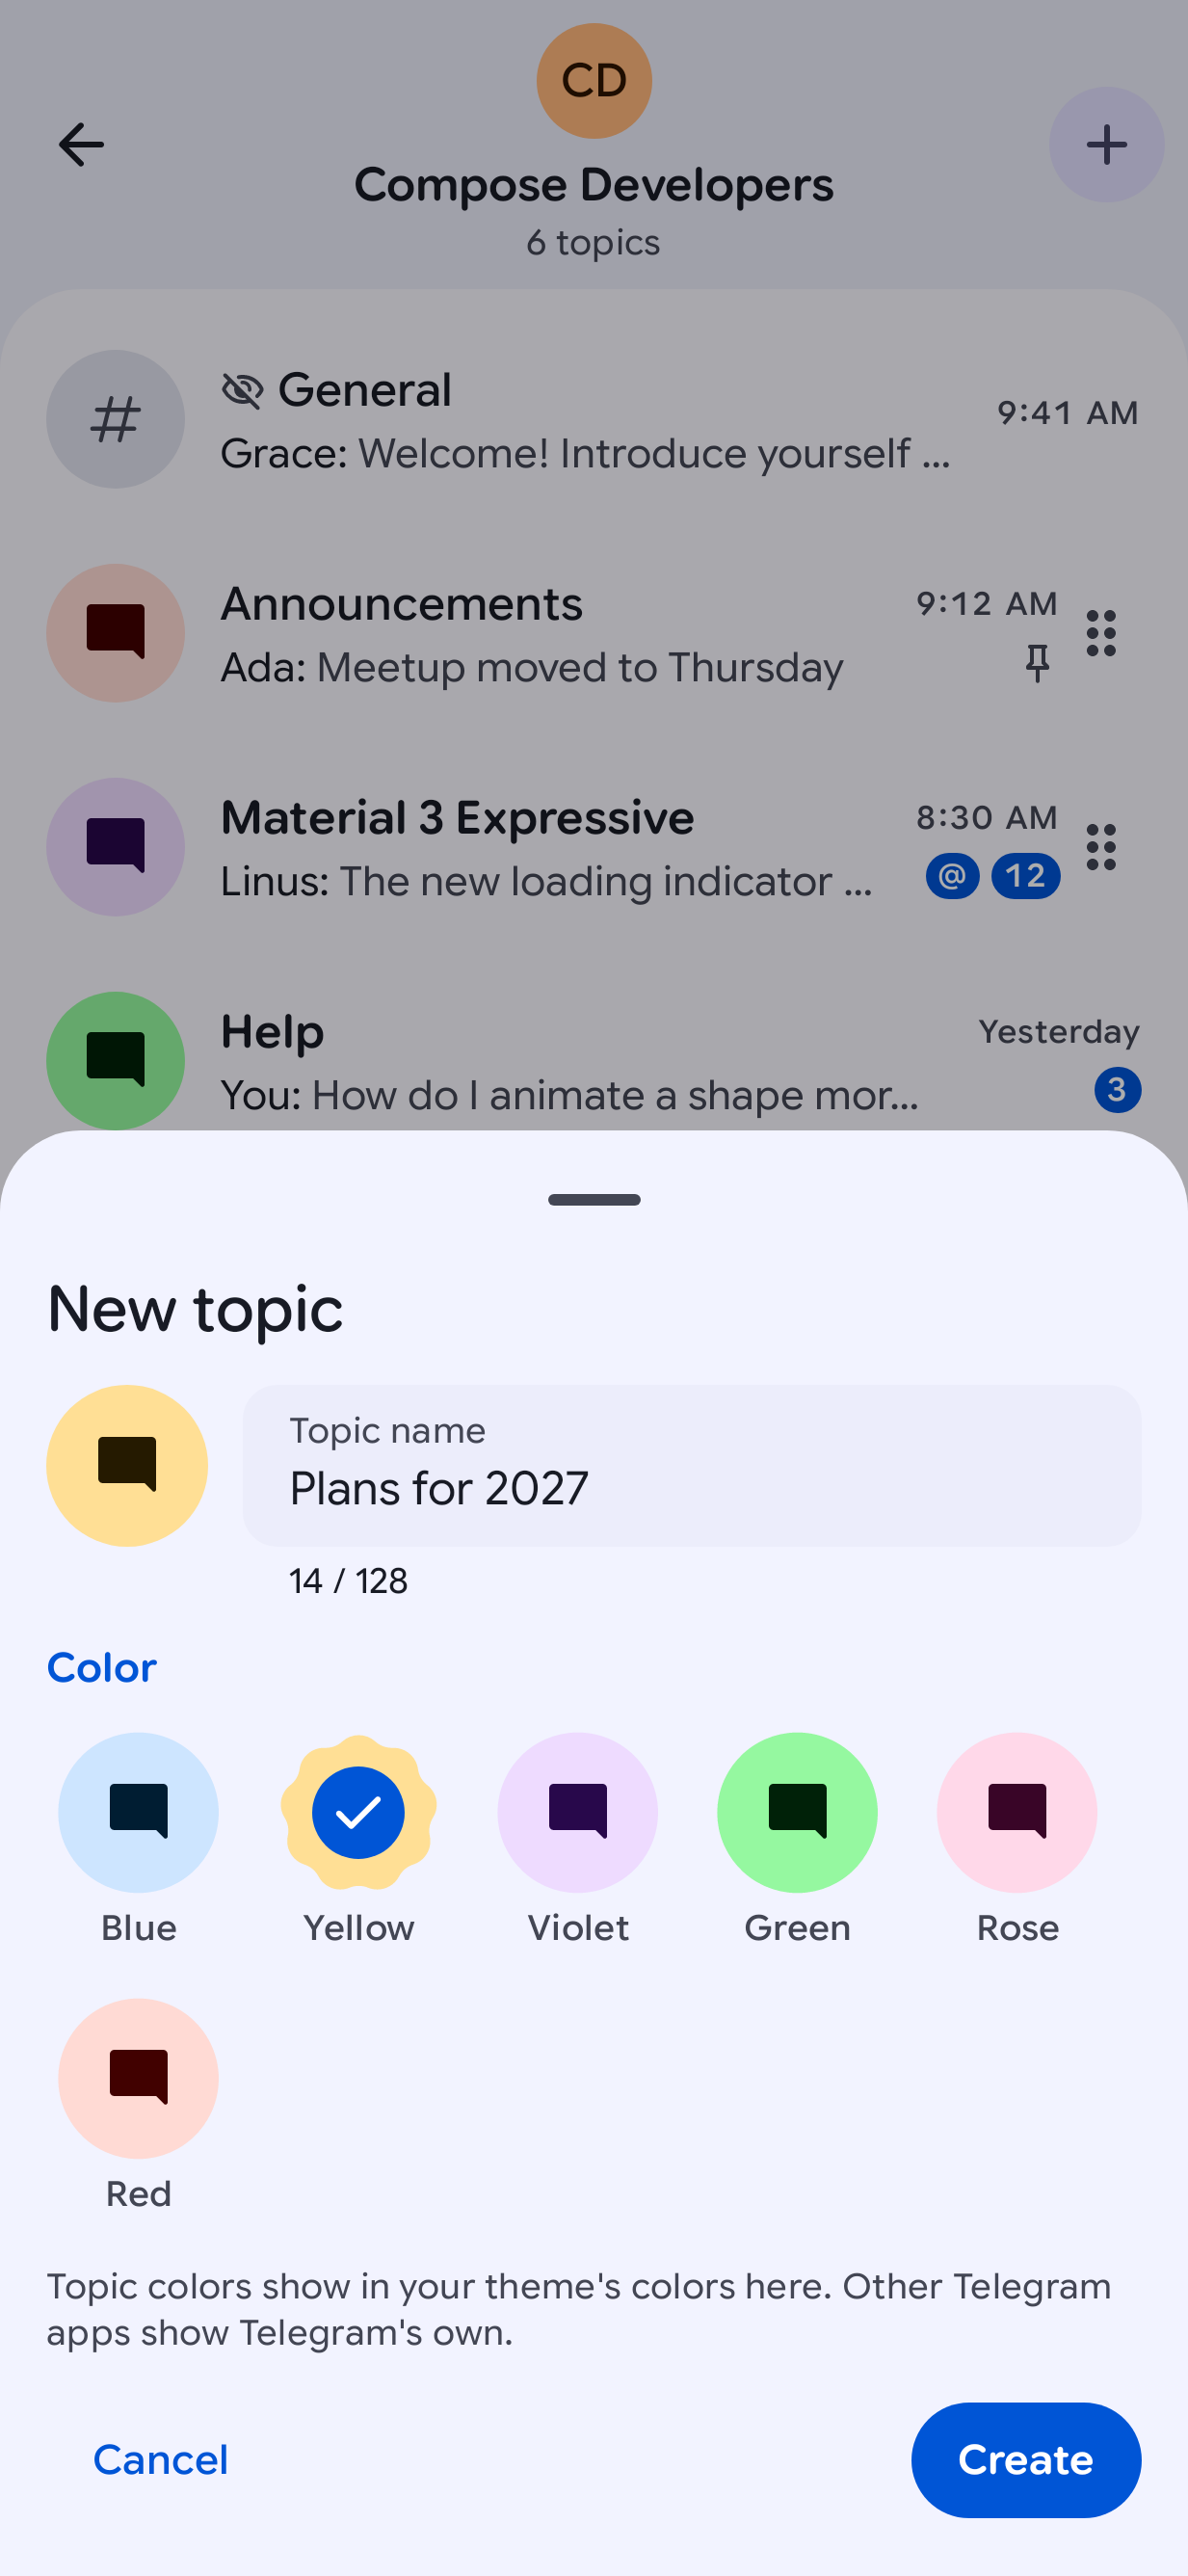 CD
Compose Developers
6 topics
General
9:41 AM
Grace: Welcome! Introduce yourself ...
Announcements
9:12 AM
Ada: Meetup moved to Thursday
Material 3 Expressive
8:30 AM
Linus: The new loading indicator ...
@ 12
Help
Yesterday
You: How do I animate a shape mor...
3
New topic
Topic name
Plans for 2027
14 / 128
Color
Blue
Yellow
Violet
Green
Rose
Red
Topic colors show in your theme's colors here. Other Telegram
apps show Telegram's own.
Cancel
Create